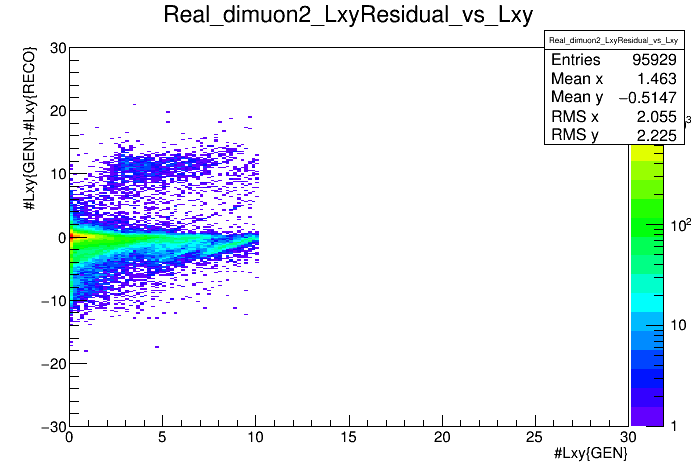 Real_dimuon2_LxyResidual_vs_Lxy
Real_dimuon2_LxyResidual_vs_Lxy
Entries 95929
Mean x 1.463
Mean y −0.5147
RMS x 2.055
RMS y 2.225
#Lxy{GEN}-#Lxy{RECO}
30
20
10
0
−10
−20
−30
0 5 10 15 20 25 30
#Lxy{GEN}
3
10²
10
1